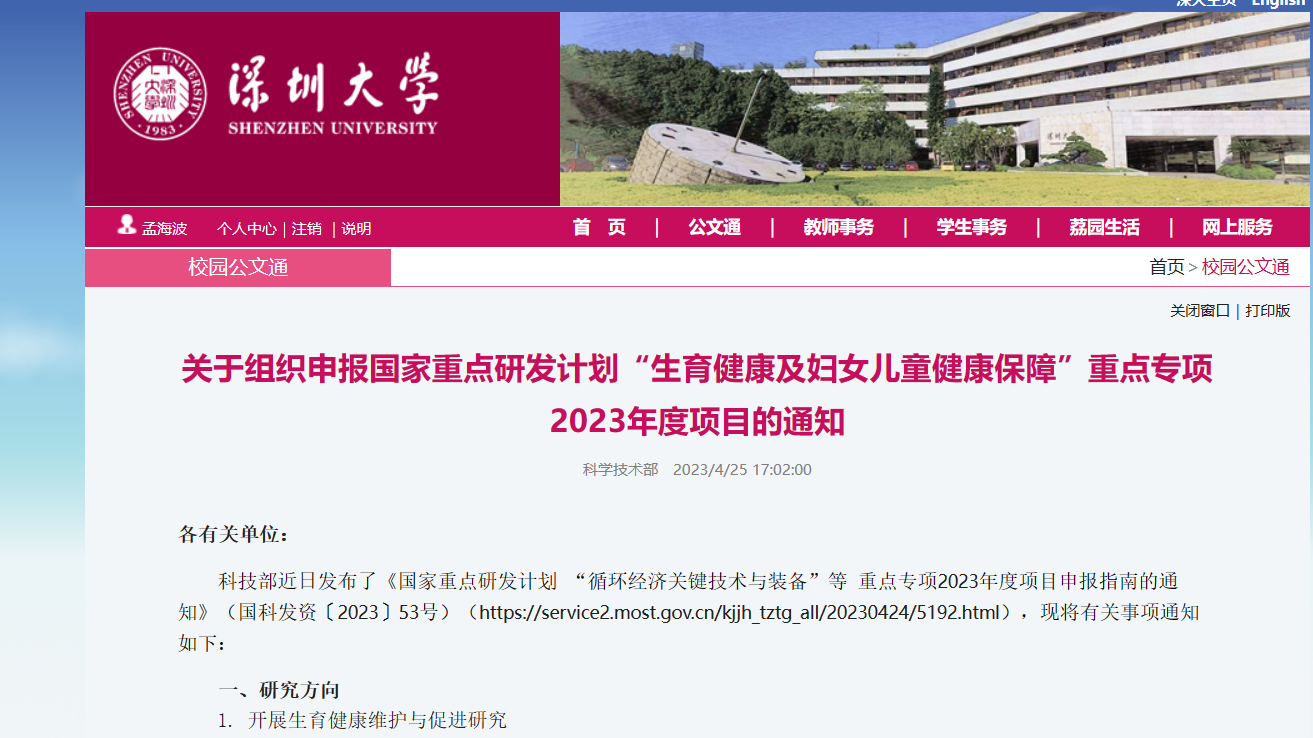 深大主页 English
SHENZHEN UNIVERSITY
深圳大學
·1983·
深圳大学
SHENZHEN UNIVERSITY
孟海波 个人中心 | 注销 | 说明
首 页 | 公文通 | 教师事务 | 学生事务 | 荔园生活 | 网上服务
校园公文通
首页 > 校园公文通
关闭窗口 | 打印版
关于组织申报国家重点研发计划“生育健康及妇女儿童健康保障”重点专项
2023年度项目的通知
科学技术部 2023/4/25 17:02:00
各有关单位：
科技部近日发布了《国家重点研发计划 “循环经济关键技术与装备”等 重点专项2023年度项目申报指南的通
知》（国科发资〔2023〕53号）（https://service2.most.gov.cn/kjjh_tztg_all/20230424/5192.html），现将有关事项通知
如下：
一、研究方向
1. 开展生育健康维护与促进研究